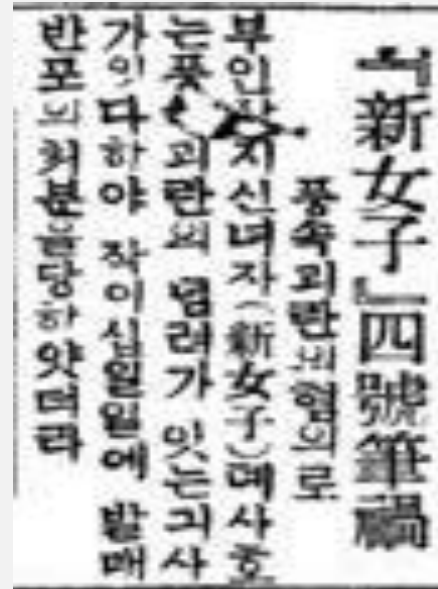 『新女子』四號筆禍
풍속괴란의혐의로
부인잡지신녀자(新女子)뎨사호
는풍 괴란의 념려가 잇는긔사
가잇다하야 작이십일일에 발매
반포의처분을당하얏더라